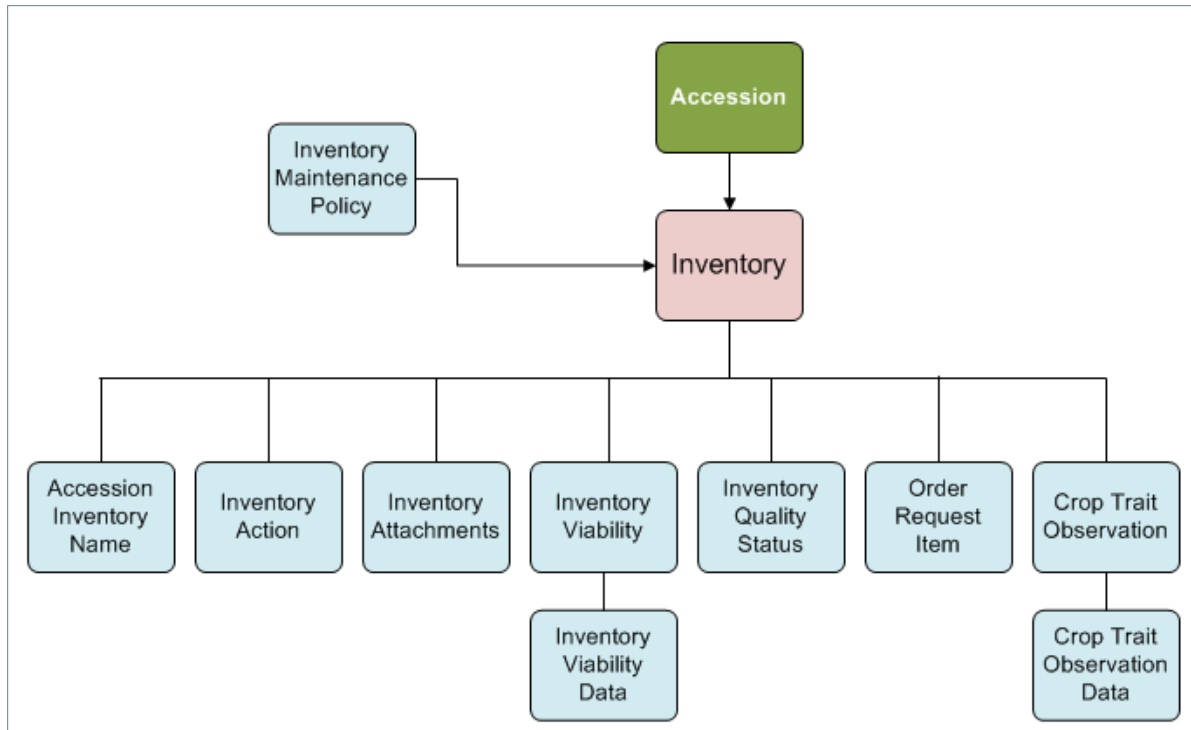 Accession
Inventory
Maintenance
Policy
Inventory
Accession
Inventory
Name
Inventory
Action
Inventory
Attachments
Inventory
Viability
Inventory
Quality
Status
Order
Request
Item
Crop Trait
Observation
Inventory
Viability
Data
Crop Trait
Observation
Data